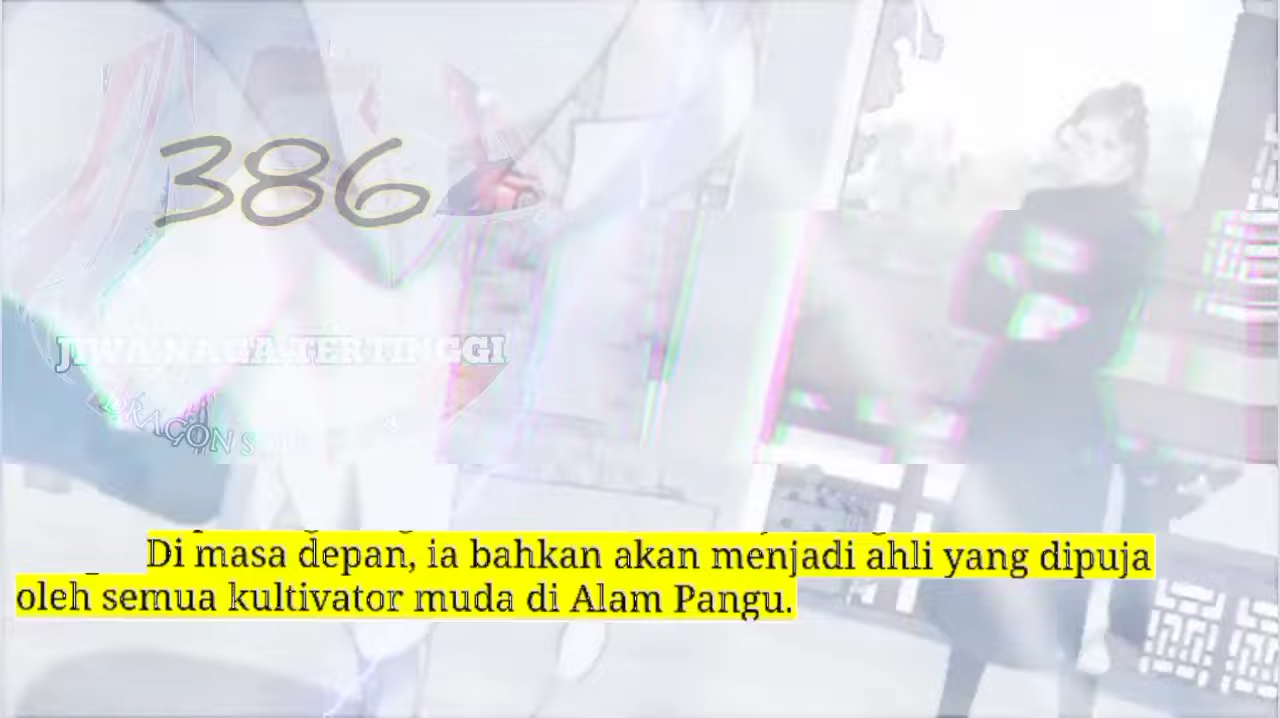 386
JIWA NAGA TERTINGGI
DRAGON
Di masa depan, ia bahkan akan menjadi ahli yang dipuja
oleh semua kultivator muda di Alam Pangu.